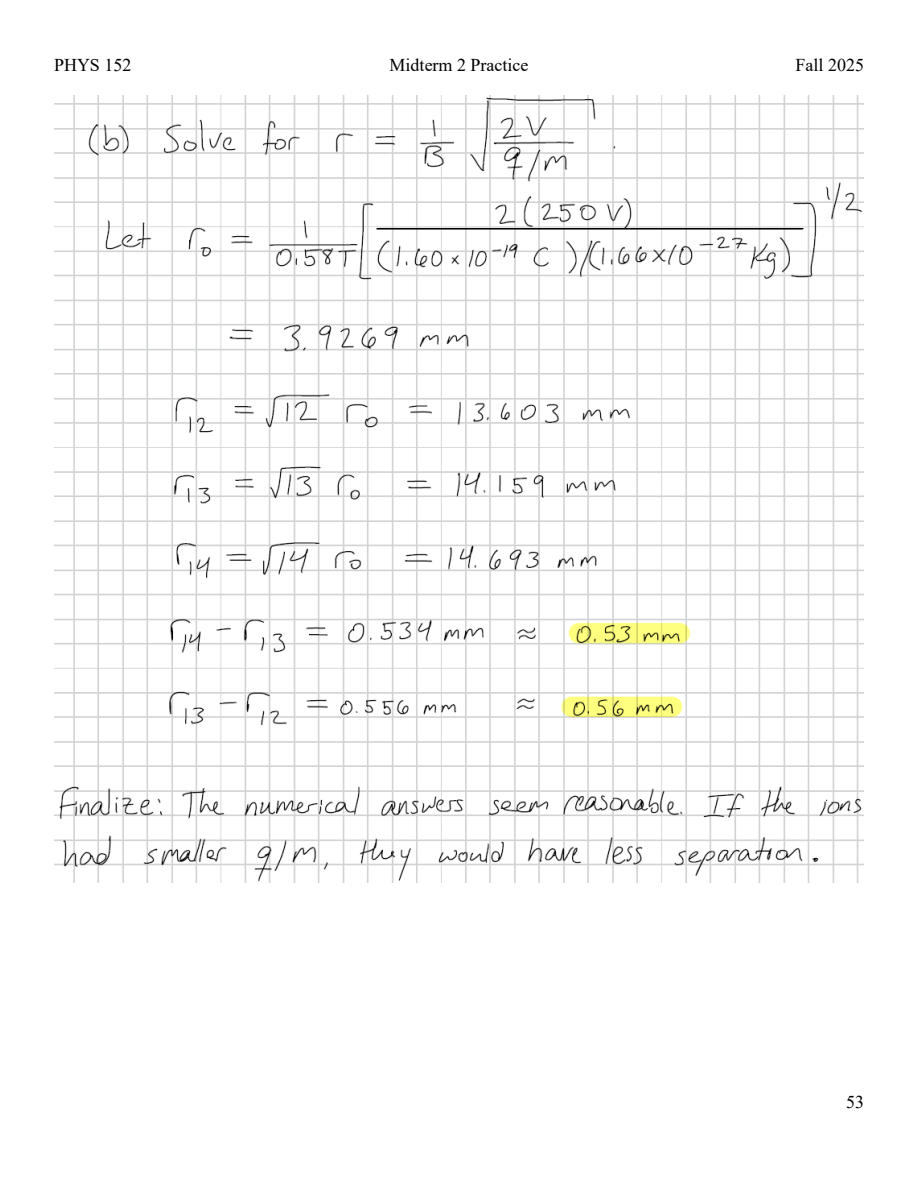 PHYS 152 Midterm 2 Practice Fall 2025
(b) Solve for r = 1/B √(2V/(q/m)).
Let r₀ = 1/0.58T [2(250 V)/((1.60 × 10⁻¹⁹ C)/(1.66×10⁻²⁷ Kg))]^1/2
= 3.9269 mm
r₁₂ = √12 r₀ = 13.603 mm
r₁₃ = √13 r₀ = 14.159 mm
r₁₄ = √14 r₀ = 14.693 mm
r₁₄ − r₁₃ = 0.534 mm ≈ 0.53 mm
r₁₃ − r₁₂ = 0.556 mm ≈ 0.56 mm
Finalize: The numerical answers seem reasonable. If the ions
had smaller q/m, they would have less separation.
53